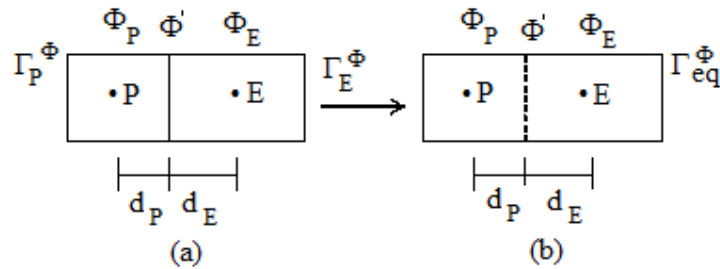 Φ_P Φ' Φ_E
Γ_P^Φ •P •E Γ_E^Φ
d_P d_E
(a)
Φ_P Φ' Φ_E
•P •E Γ_eq^Φ
d_P d_E
(b)